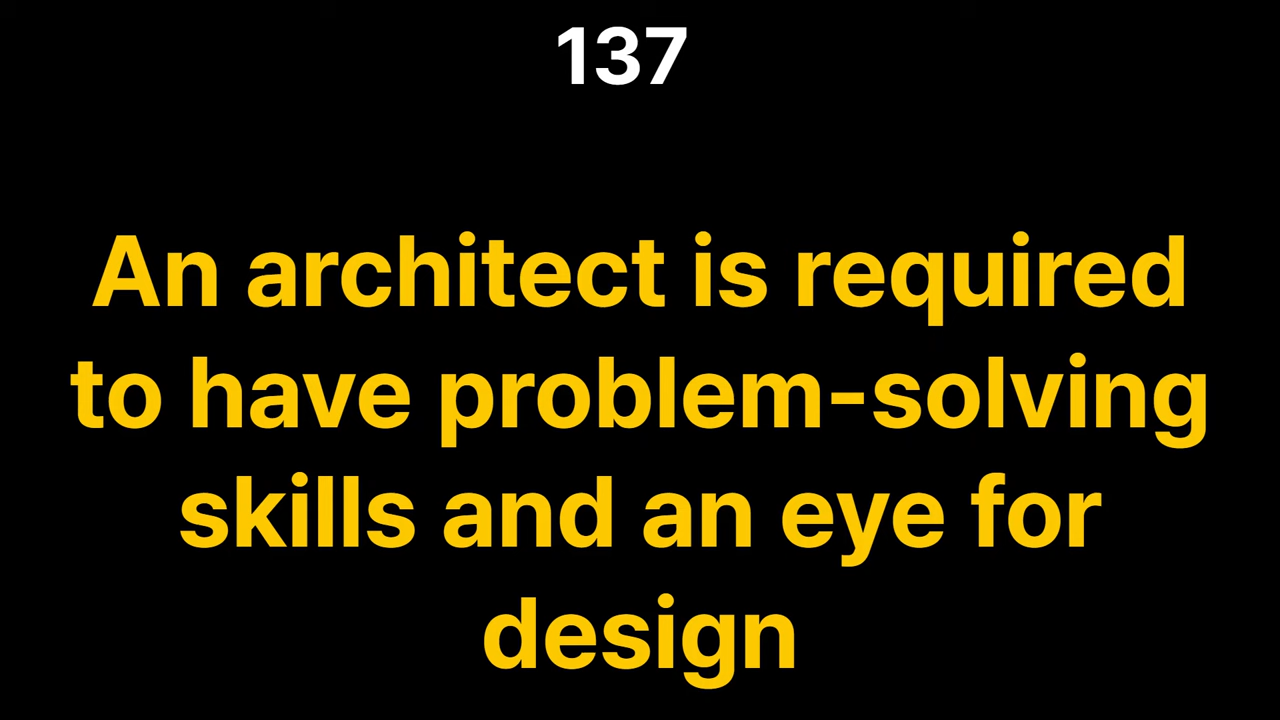 137
An architect is required
to have problem-solving
skills and an eye for
design